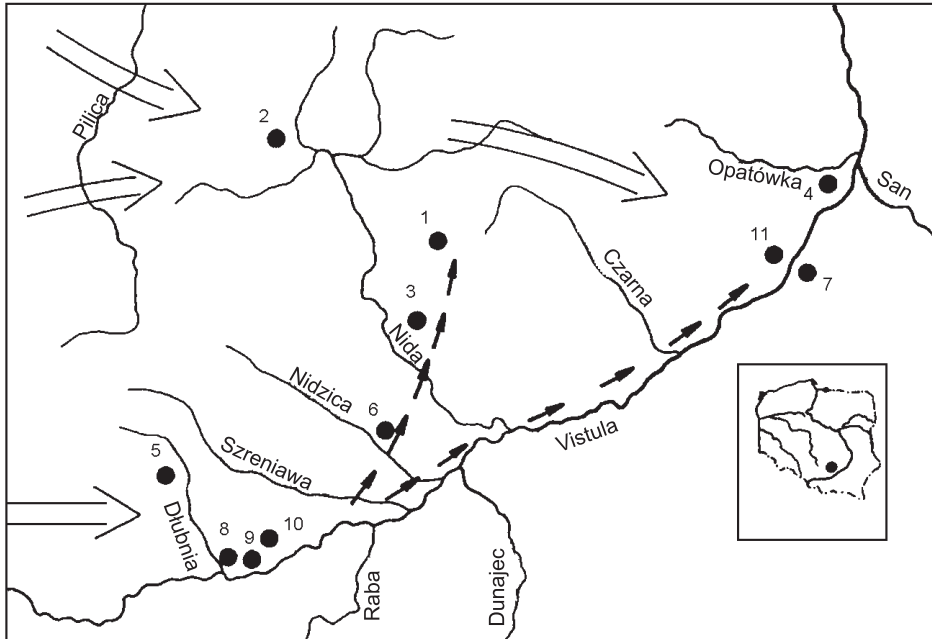 Pilica
2
Opatówka
4
San
1
11
7
3
Czarna
Nida
Nidzica
6
Vistula
5
Szreniawa
Dłubnia
8
9
10
Raba
Dunajec